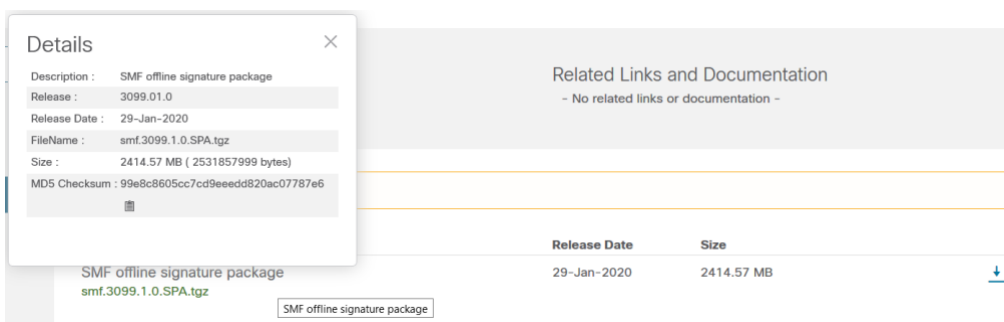 Details
Description : SMF offline signature package
Release : 3099.01.0
Release Date : 29-Jan-2020
FileName : smf.3099.1.0.SPA.tgz
Size : 2414.57 MB ( 2531857999 bytes)
MD5 Checksum : 99e8c8605cc7cd9eeedd820ac07787e6
Related Links and Documentation
- No related links or documentation -
Release Date Size
SMF offline signature package 29-Jan-2020 2414.57 MB
smf.3099.1.0.SPA.tgz
SMF offline signature package